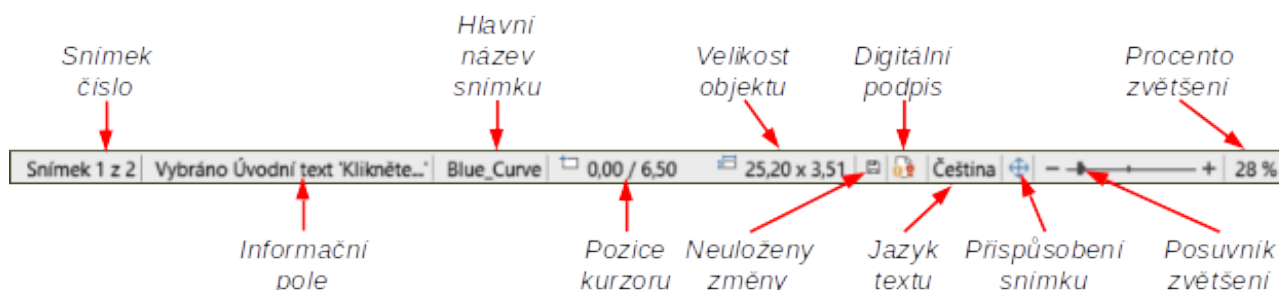 Snímek
číslo
Hlavní
název
snímku
Velikost
objektu
Digitální
podpis
Procento
zvětšení
Snímek 1 z 2 Vybráno Úvodní text 'Klikněte...' Blue_Curve 0,00 / 6,50 25,20 x 3,51 Čeština − + 28 %
Informační
pole
Pozice
kurzoru
Neuloženy
změny
Jazyk
textu
Přispůsobení
snímku
Posuvník
zvětšení